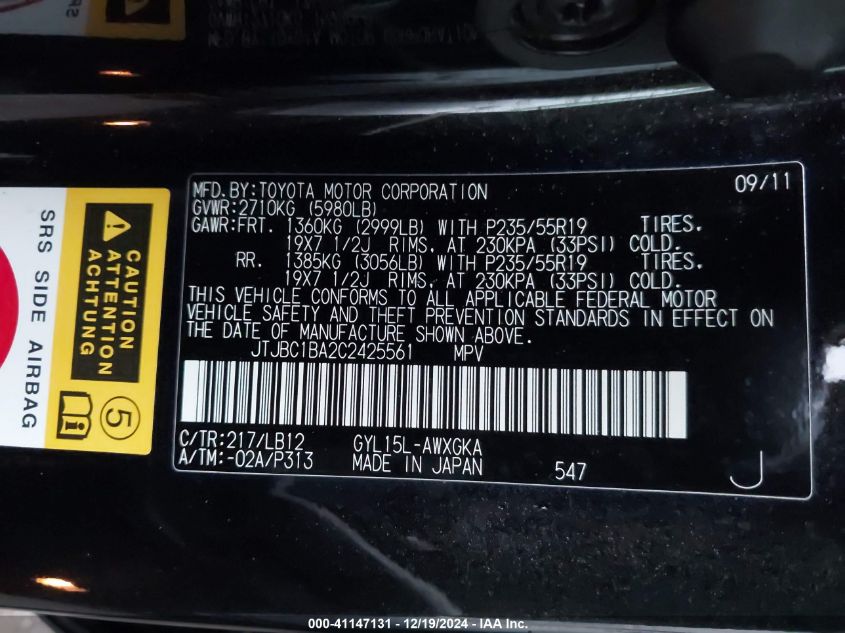 MFD.BY:TOYOTA MOTOR CORPORATION 09/11
GVWR:2710KG (5980LB)
GAWR:FRT. 1360KG (2999LB) WITH P235/55R19 TIRES.
19X7 1/2J RIMS. AT 230KPA (33PSI) COLD.
RR. 1385KG (3056LB) WITH P235/55R19 TIRES.
19X7 1/2J RIMS. AT 230KPA (33PSI) COLD.
THIS VEHICLE CONFORMS TO ALL APPLICABLE FEDERAL MOTOR
VEHICLE SAFETY AND THEFT PREVENTION STANDARDS IN EFFECT ON
THE DATE OF MANUFACTURE SHOWN ABOVE.
JTJBC1BA2C2425561 MPV
C/TR:217/LB12 GYL15L-AWXGKA
A/TM:-02A/P313 MADE IN JAPAN 547 J
CAUTION
ATTENTION
ACHTUNG
SRS SIDE AIRBAG
5
000-41147131 - 12/19/2024 - IAA Inc.